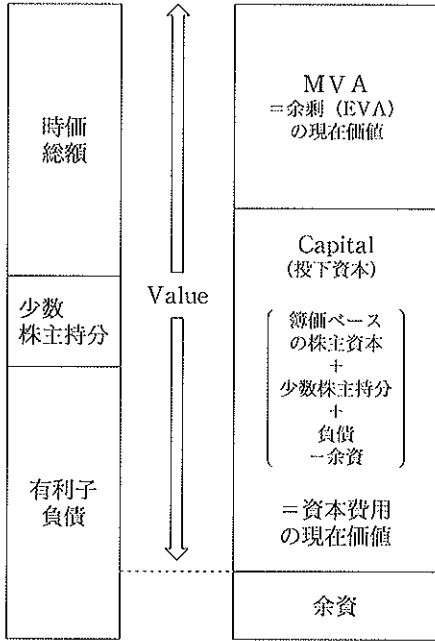 時価
総額
少数
株主持分
有利子
負債
Value
MVA
＝余剰（EVA）
の現在価値
Capital
（投下資本）
簿価ベース
の株主資本
＋
少数株主持分
＋
負債
－余資
＝資本費用
の現在価値
余資